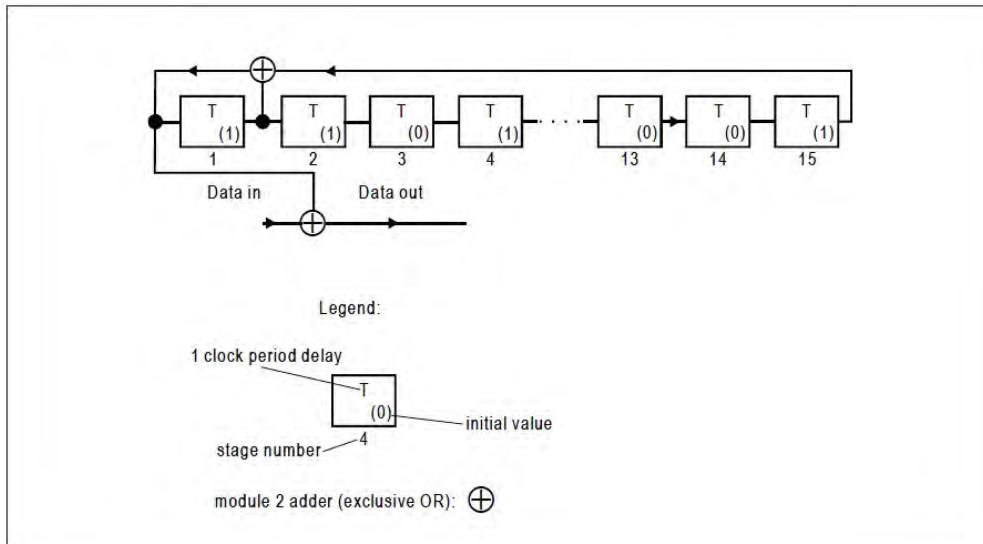 T T T T T T T
(1) (1) (0) (1) (0) (0) (1)
1 2 3 4 13 14 15
Data in Data out
Legend:
1 clock period delay
T
(0)
initial value
4
stage number
module 2 adder (exclusive OR):